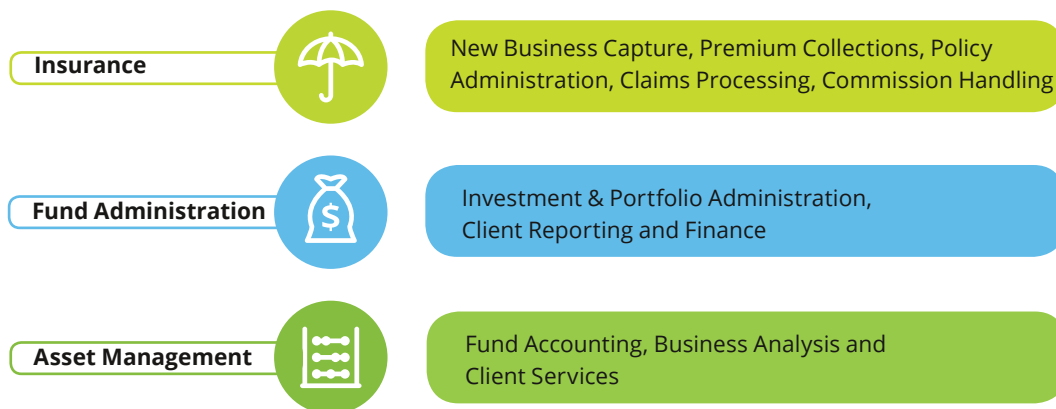 Insurance
New Business Capture, Premium Collections, Policy
Administration, Claims Processing, Commission Handling
Fund Administration
$
Investment & Portfolio Administration,
Client Reporting and Finance
Asset Management
Fund Accounting, Business Analysis and
Client Services